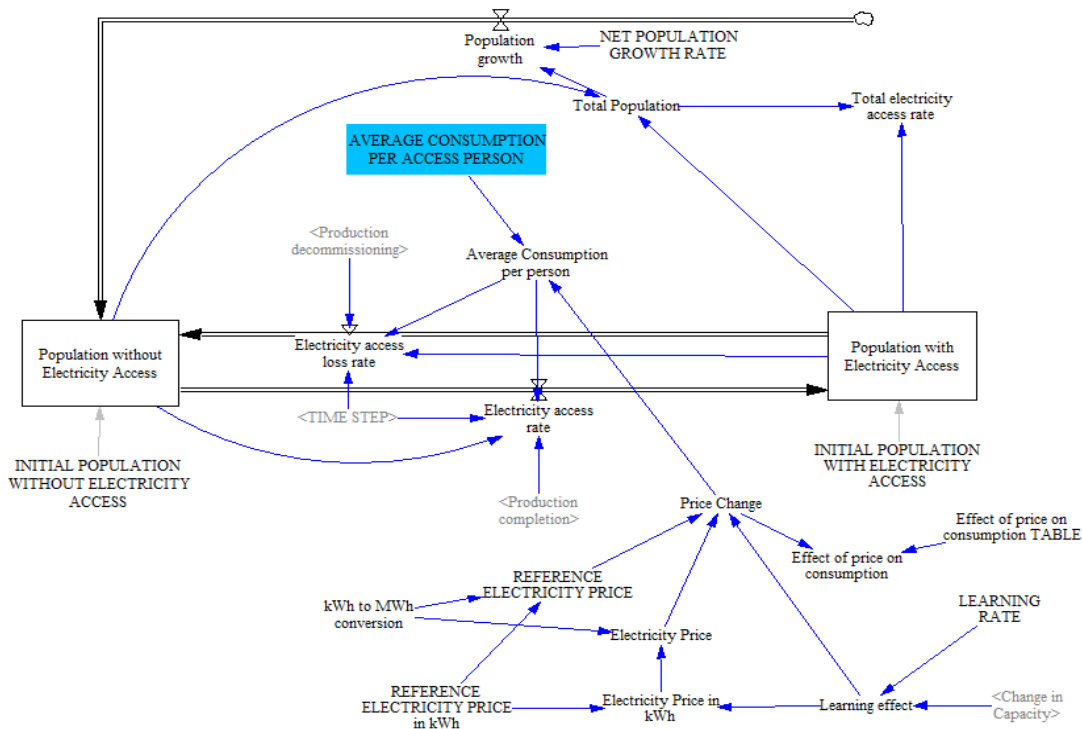 Population
growth
NET POPULATION
GROWTH RATE
Total Population
Total electricity
access rate
AVERAGE CONSUMPTION
PER ACCESS PERSON
<Production
decommissioning>
Average Consumption
per person
Population without
Electricity Access
Electricity access
loss rate
Population with
Electricity Access
<TIME STEP>
Electricity access
rate
INITIAL POPULATION
WITHOUT ELECTRICITY
ACCESS
INITIAL POPULATION
WITH ELECTRICITY
ACCESS
<Production
completion>
Price Change
Effect of price on
consumption TABLE
Effect of price on
consumption
REFERENCE
ELECTRICITY PRICE
kWh to MWh
conversion
Electricity Price
LEARNING
RATE
REFERENCE
ELECTRICITY PRICE
in kWh
Electricity Price in
kWh
Learning effect
<Change in
Capacity>